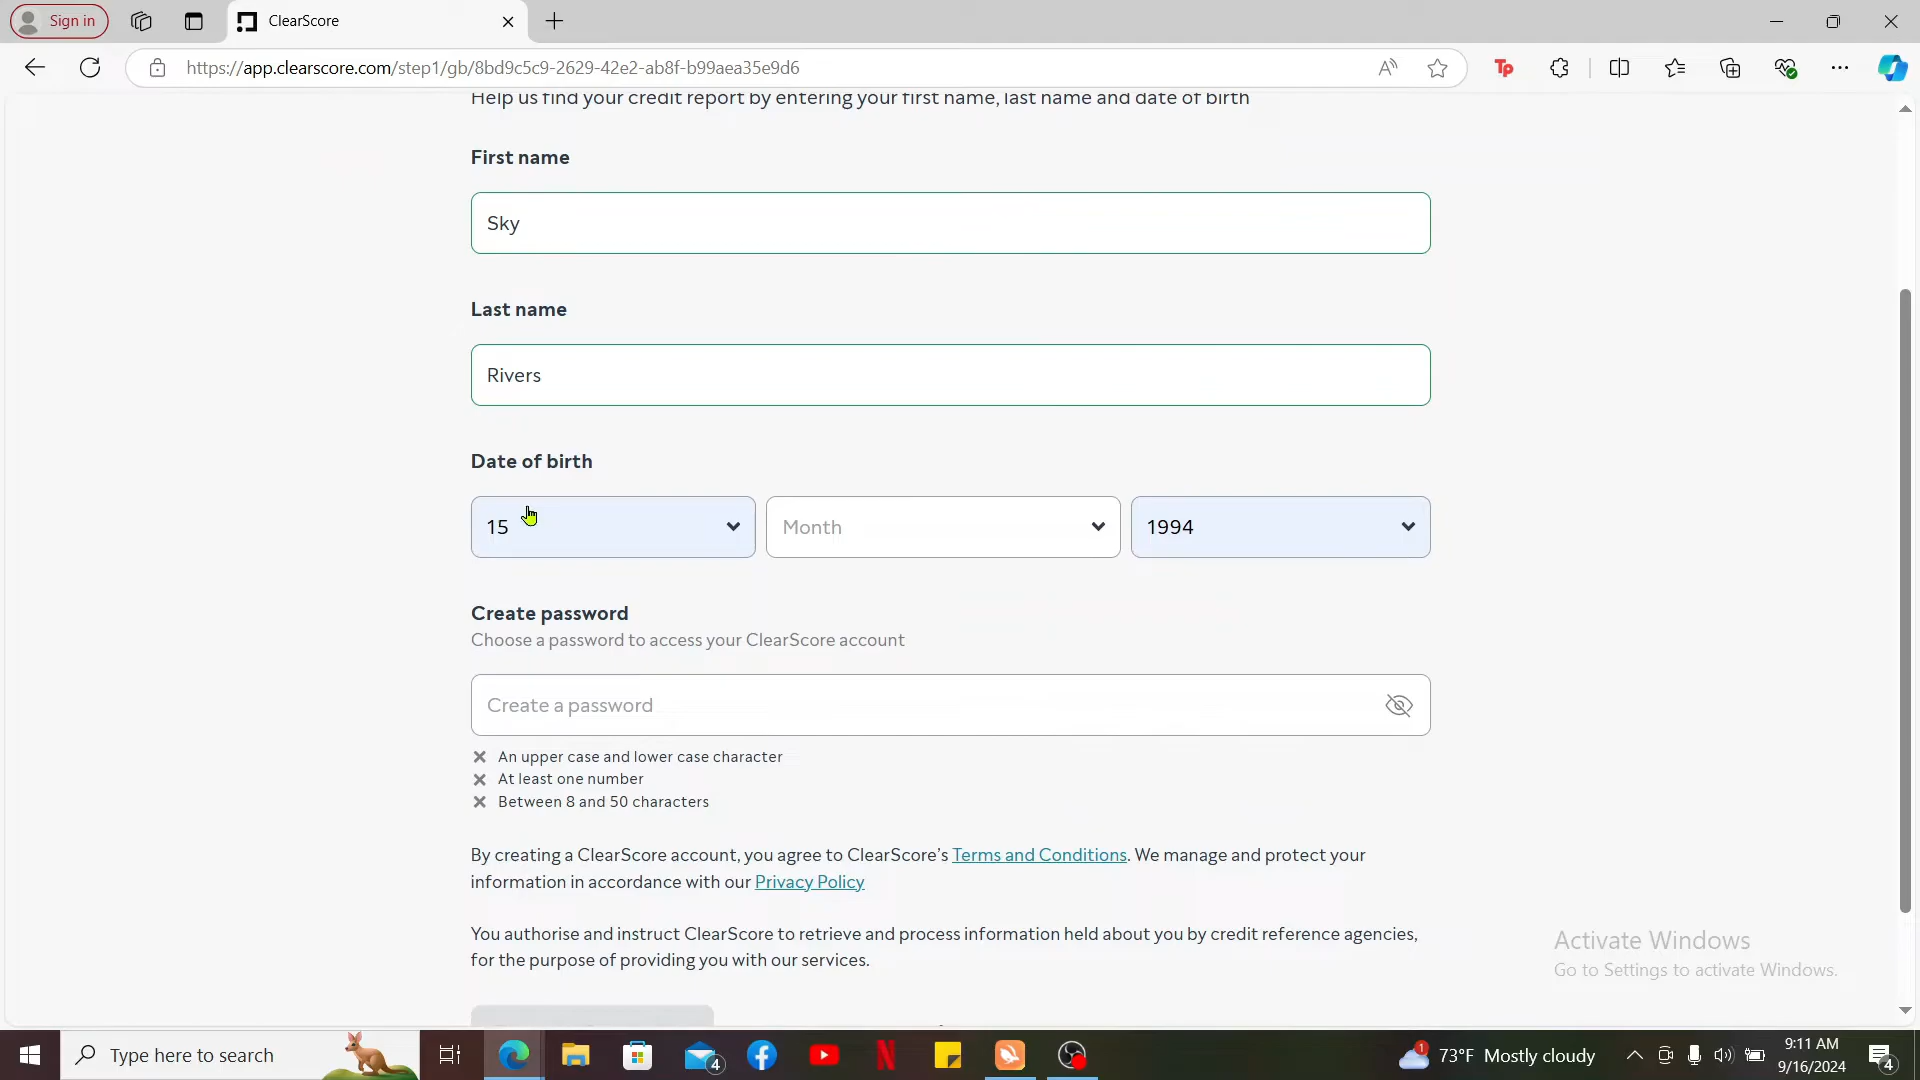 Sign in
ClearScore
https://app.clearscore.com/step1/gb/8bd9c5c9-2629-42e2-ab8f-b99aea35e9d6
Help us find your credit report by entering your first name, last name and date of birth
First name
Sky
Last name
Rivers
Date of birth
15 Month 1994
Create password
Choose a password to access your ClearScore account
Create a password
An upper case and lower case character
At least one number
Between 8 and 50 characters
By creating a ClearScore account, you agree to ClearScore’s Terms and Conditions. We manage and protect your
information in accordance with our Privacy Policy
You authorise and instruct ClearScore to retrieve and process information held about you by credit reference agencies,
for the purpose of providing you with our services.
Activate Windows
Go to Settings to activate Windows.
Type here to search
4
1
73°F Mostly cloudy
9:11 AM
9/16/2024
4